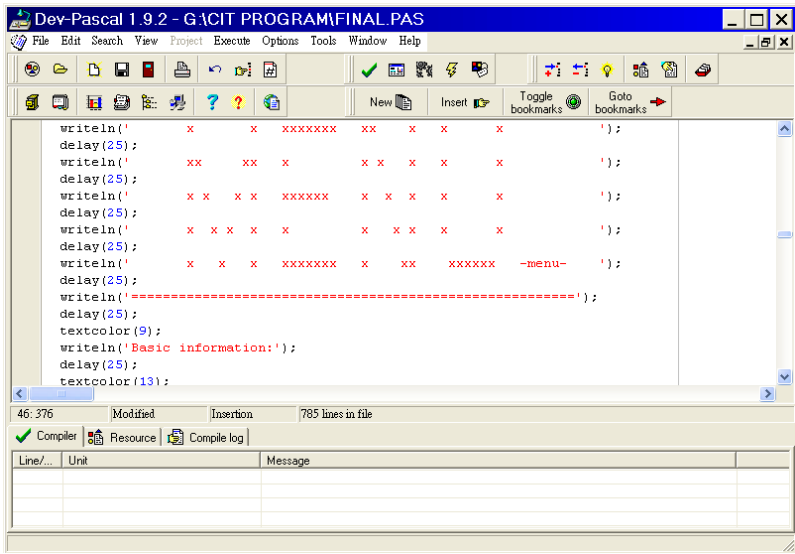 Dev-Pascal 1.9.2 - G:\CIT PROGRAM\FINAL.PAS
File Edit Search View Project Execute Options Tools Window Help
New Insert Toggle bookmarks Goto bookmarks
writeln('       x       x   xxxxxxx   xx    x   x      x            ');
delay(25);
writeln('       xx     xx   x         x x   x   x      x            ');
delay(25);
writeln('       x x   x x   xxxxxx    x  x  x   x      x            ');
delay(25);
writeln('       x  x x  x   x         x   x x   x      x            ');
delay(25);
writeln('       x   x   x   xxxxxxx   x    xx    xxxxxx   -menu-    ');
delay(25);
writeln('========================================================');
delay(25);
textcolor(9);
writeln('Basic information:');
delay(25);
textcolor(13);
46: 376 Modified Insertion 785 lines in file
Compiler Resource Compile log
Line/... Unit Message